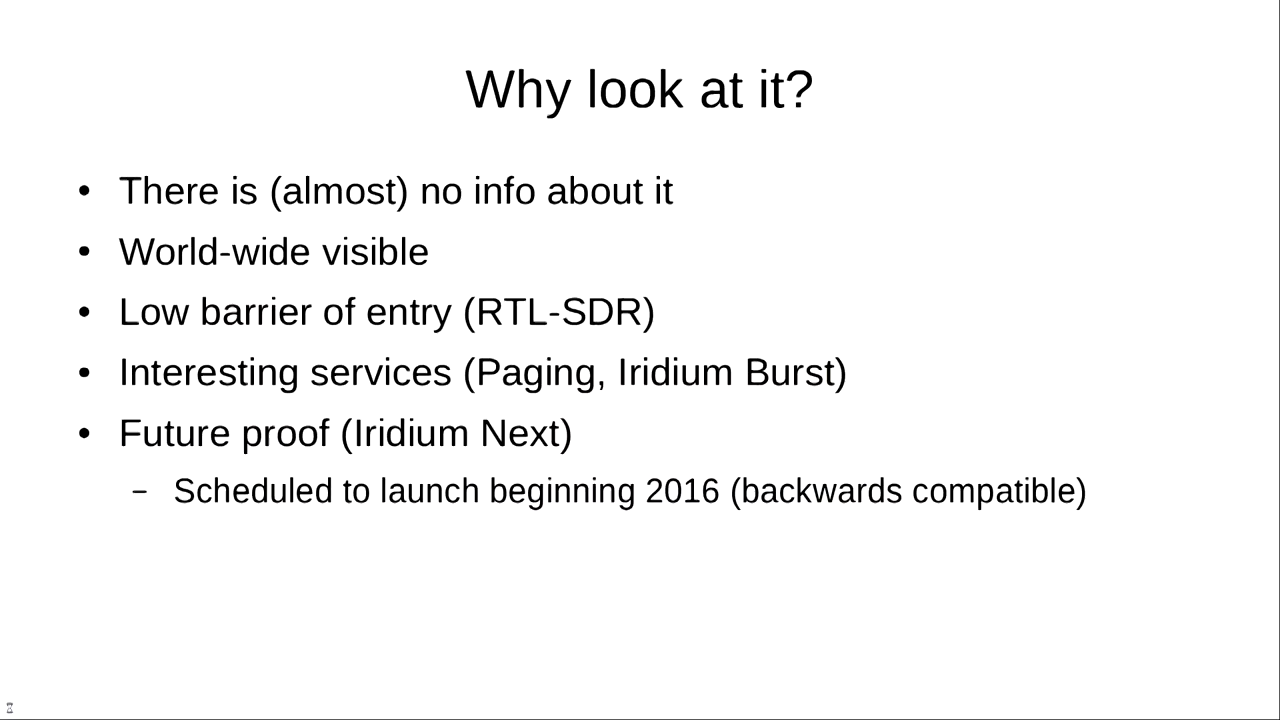 Why look at it?
• There is (almost) no info about it
• World-wide visible
• Low barrier of entry (RTL-SDR)
• Interesting services (Paging, Iridium Burst)
• Future proof (Iridium Next)
– Scheduled to launch beginning 2016 (backwards compatible)